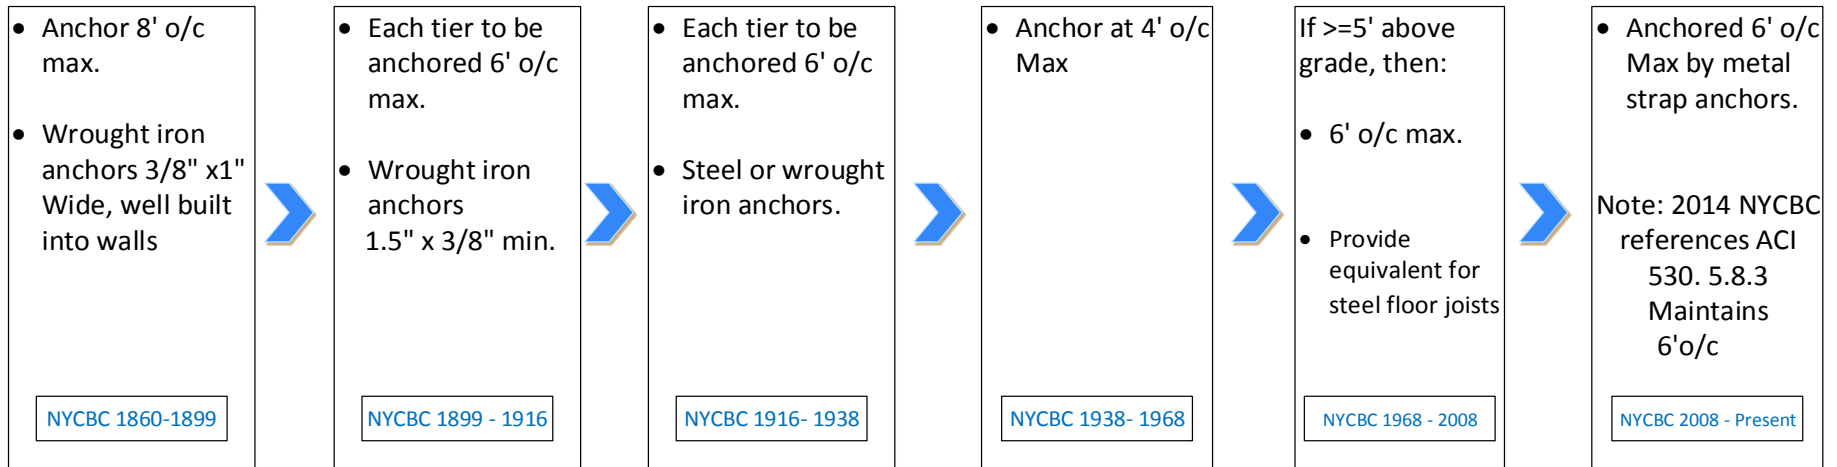 • Anchor 8' o/c
max.
• Wrought iron
anchors 3/8" x1"
Wide, well built
into walls
NYCBC 1860-1899
• Each tier to be
anchored 6' o/c
max.
• Wrought iron
anchors
1.5" x 3/8" min.
NYCBC 1899 - 1916
• Each tier to be
anchored 6' o/c
max.
• Steel or wrought
iron anchors.
NYCBC 1916- 1938
• Anchor at 4' o/c
Max
NYCBC 1938- 1968
If >=5' above
grade, then:
• 6' o/c max.
• Provide
equivalent for
steel floor joists
NYCBC 1968 - 2008
• Anchored 6' o/c
Max by metal
strap anchors.
Note: 2014 NYCBC
references ACI
530. 5.8.3
Maintains
6'o/c
NYCBC 2008 - Present